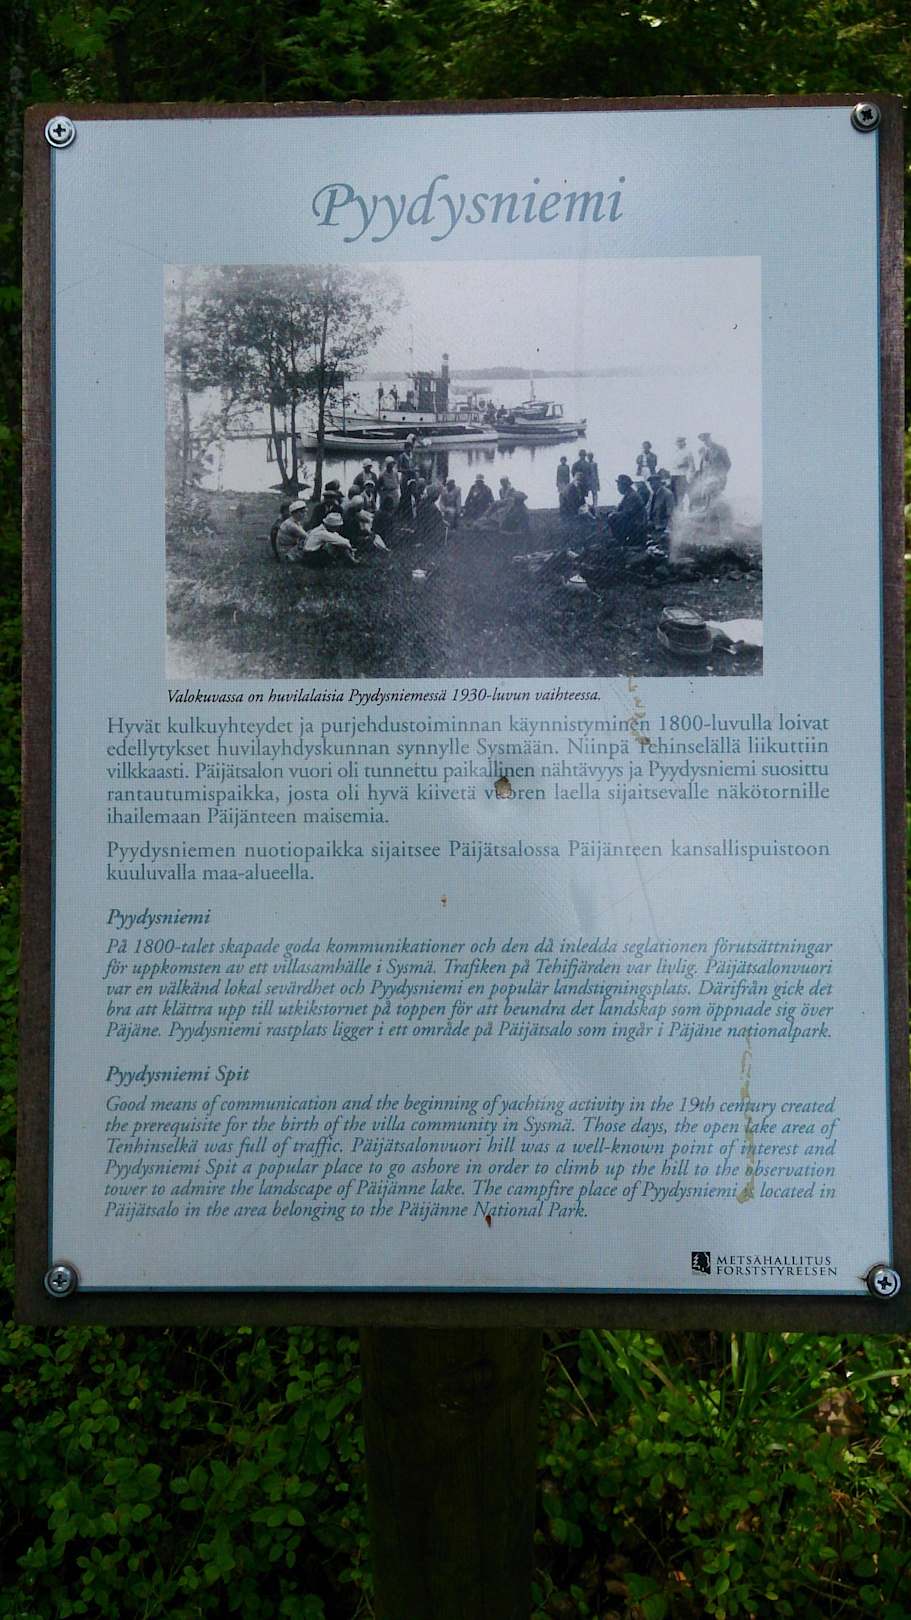 Pyydysniemi
Valokuvassa on huvilalaisia Pyydysniemessä 1930-luvun vaihteessa.
Hyvät kulkuyhteydet ja purjehdustoiminnan käynnistyminen 1800-luvulla loivat
edellytykset huvilayhdyskunnan synnylle Sysmään. Niinpä Tehinselällä liikuttiin
vilkkaasti. Päijätsalon vuori oli tunnettu paikallinen nähtävyys ja Pyydysniemi suosittu
rantautumispaikka, josta oli hyvä kiivetä vuoren laella sijaitsevalle näkötornille
ihailemaan Päijänteen maisemia.
Pyydysniemen nuotiopaikka sijaitsee Päijätsalossa Päijänteen kansallispuistoon
kuuluvalla maa-alueella.
Pyydysniemi
På 1800-talet skapade goda kommunikationer och den då inledda seglationen förutsättningar
för uppkomsten av ett villasamhälle i Sysmä. Trafiken på Tehifjärden var livlig. Päijätsalonvuori
var en välkänd lokal sevärdhet och Pyydysniemi en populär landstigningsplats. Därifrån gick det
bra att klättra upp till utkikstornet på toppen för att beundra det landskap som öppnade sig över
Päjäne. Pyydysniemi rastplats ligger i ett område på Päijätsalo som ingår i Päjäne nationalpark.
Pyydysniemi Spit
Good means of communication and the beginning of yachting activity in the 19th century created
the prerequisite for the birth of the villa community in Sysmä. Those days, the open lake area of
Tenhinselkä was full of traffic. Päijätsalonvuori hill was a well-known point of interest and
Pyydysniemi Spit a popular place to go ashore in order to climb up the hill to the observation
tower to admire the landscape of Päijänne lake. The campfire place of Pyydysniemi is located in
Päijätsalo in the area belonging to the Päijänne National Park.
METSÄHALLITUS
FORSTSTYRELSEN